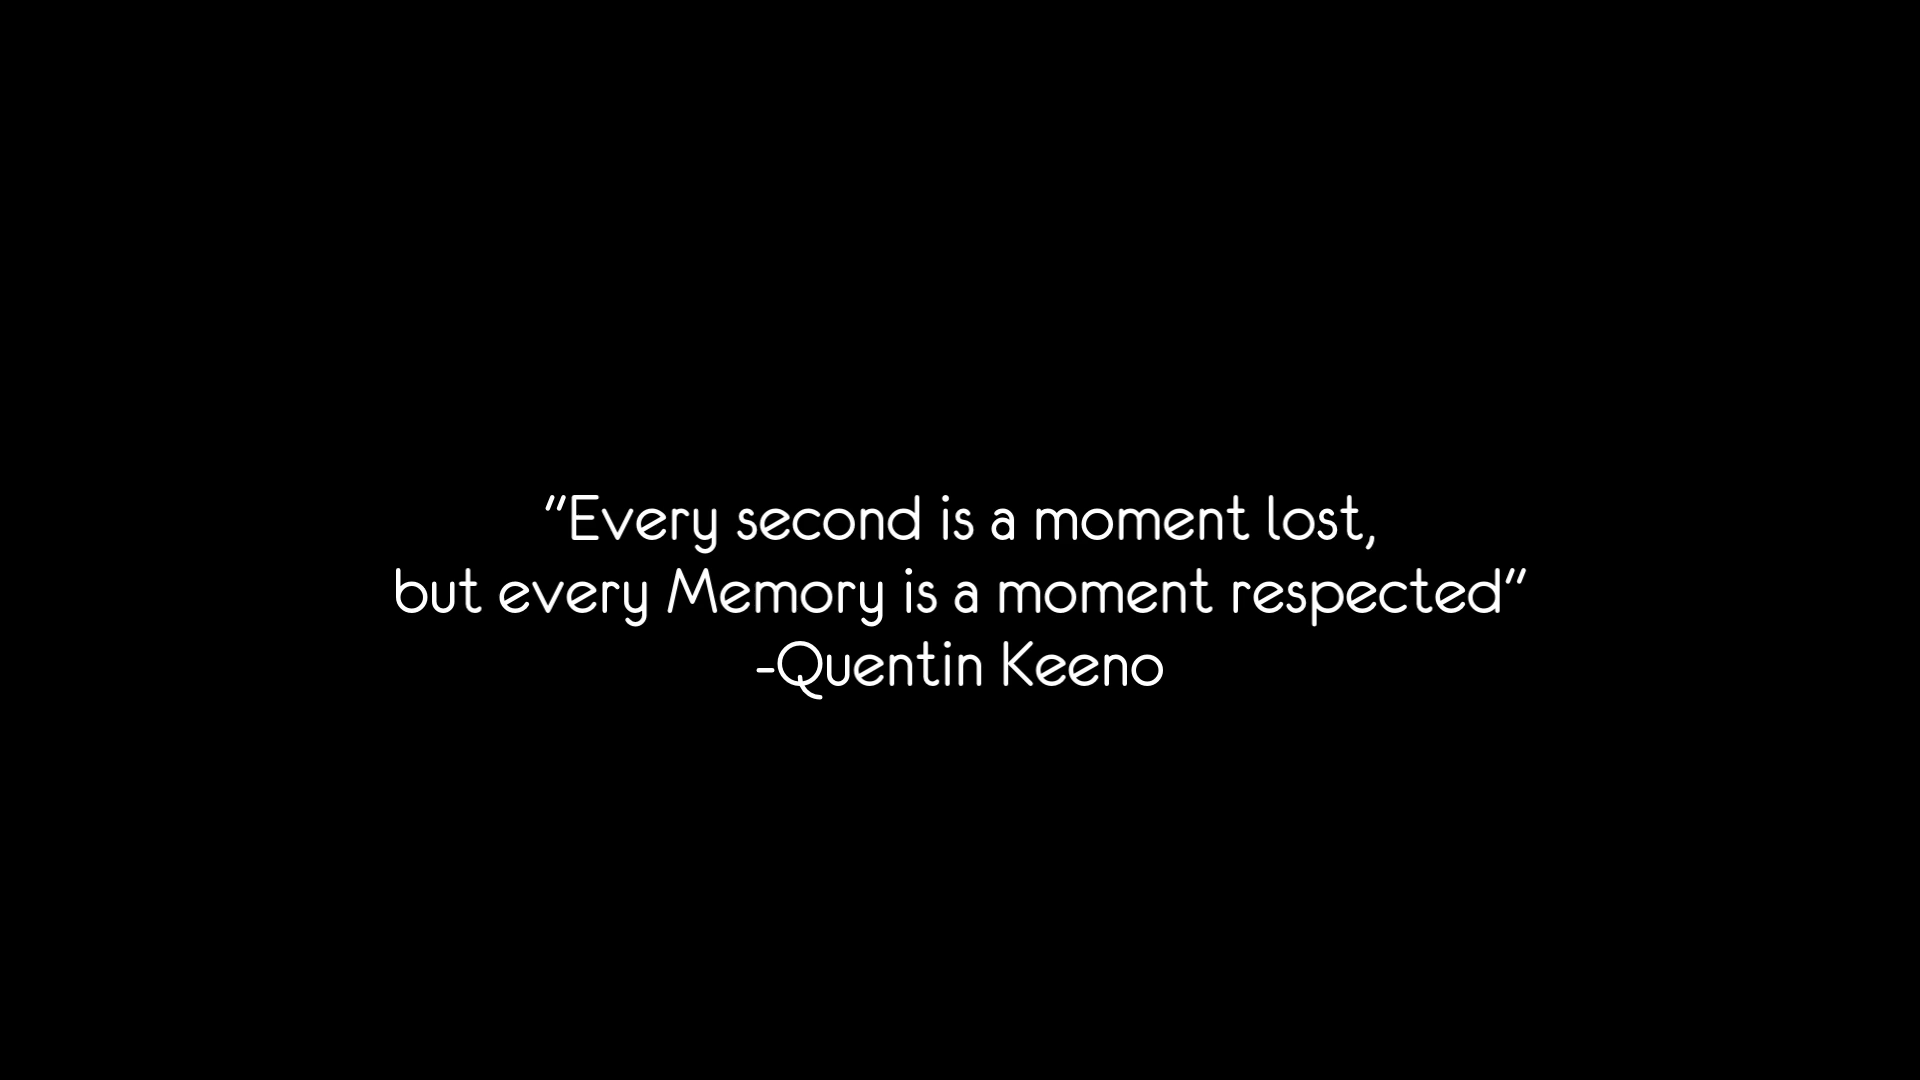 "Every second is a moment lost,
but every Memory is a moment respected"
-Quentin Keeno